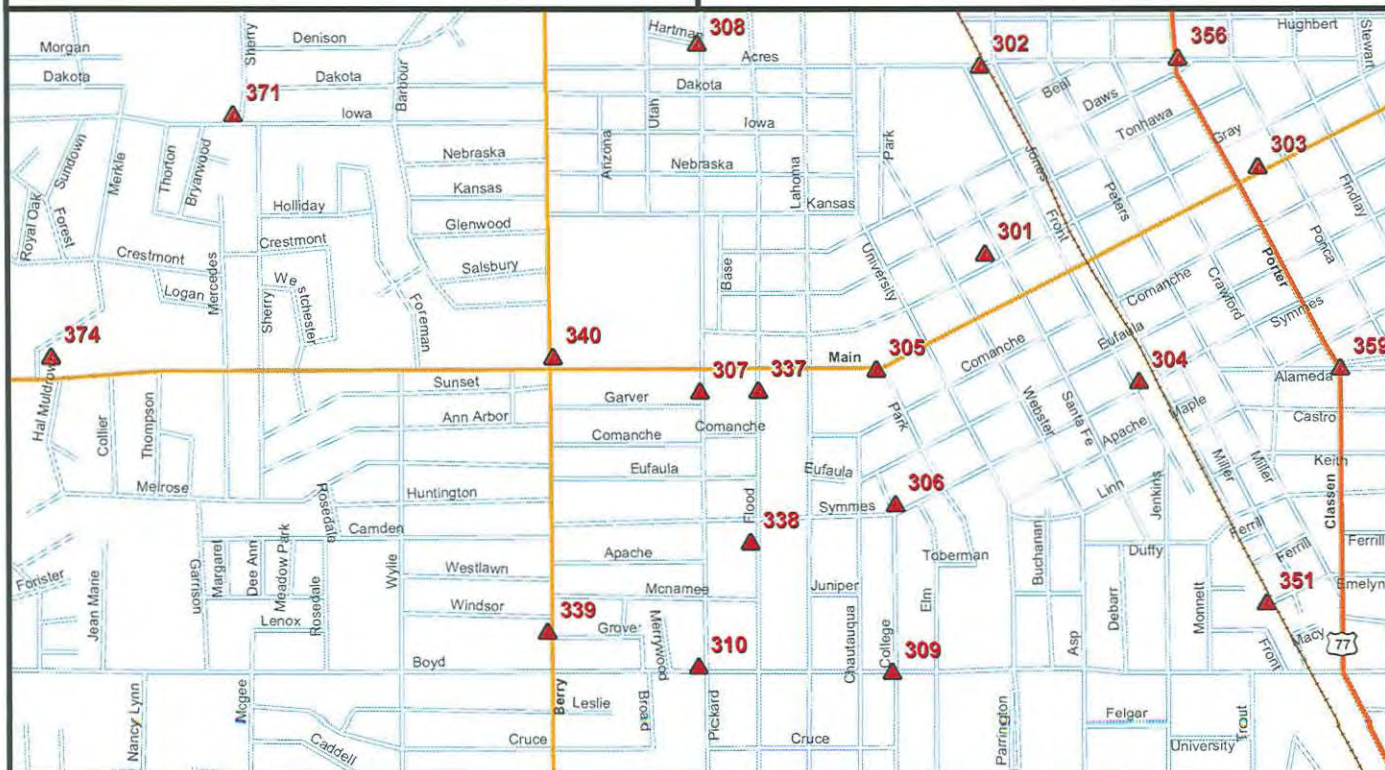 Hartman
308
Morgan
Sherry
Denison
Acres
302
356
Hughbert
Stewart
Dakota
Dakota
Barbour
Dakota
Beal
Daws
371
Iowa
Utah
Iowa
Tonhawa
Gray
303
Sundown
Merkle
Thorton
Bryarwood
Nebraska
Arizona
Nebraska
Lahoma
Park
Jones
Peters
Findlay
Royal Oak
Forest
Holliday
Kansas
Kansas
Glenwood
Crestmont
Crestmont
Salsbury
Base
University
301
Front
Ponca
Logan
Mercedes
Sherry
Westchester
Foreman
Comanche
Crawford
Porter
Symmes
374
340
Main
305
Comanche
Eufaula
304
359
Hal Muldrow
Sunset
307
337
Alameda
Garver
Collier
Thompson
Ann Arbor
Comanche
Comanche
Park
Webster
Santa Fe
Apache
Maple
Castro
Eufaula
Eufaula
Miller
Miller
Keith
Melrose
Rosedale
Huntington
Flood
Symmes
306
Linn
Jenkins
Classen
Camden
338
Ferrill
Ferrill
Ferrill
Forister
Jean Marie
Garrison
Margaret
Dee Ann
Meadow Park
Rosedale
Wylie
Westlawn
Apache
Toberman
Buchanan
Duffy
351
Emelyn
Windsor
339
Mcnamee
Juniper
Elm
Debarr
Monnett
Lenox
Grover
Merrywood
310
Chautauqua
College
309
Asp
Front
Macy
77
Boyd
Nancy Lynn
Mcgee
Berry
Leslie
Broad
Pickard
Parrington
Felgar
Trout
Caddell
Cruce
Cruce
University